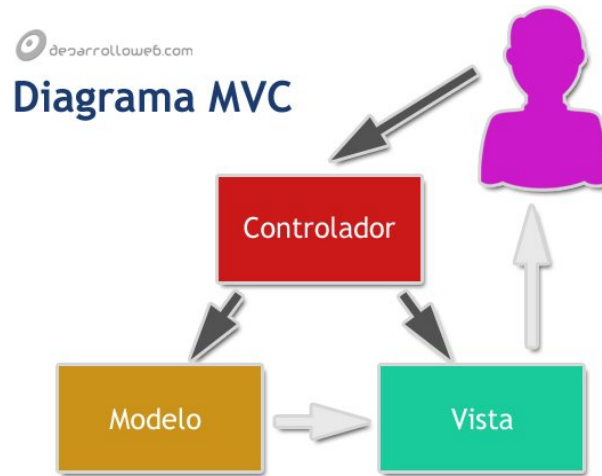 desarrolloweb.com
Diagrama MVC
Controlador
Modelo
Vista